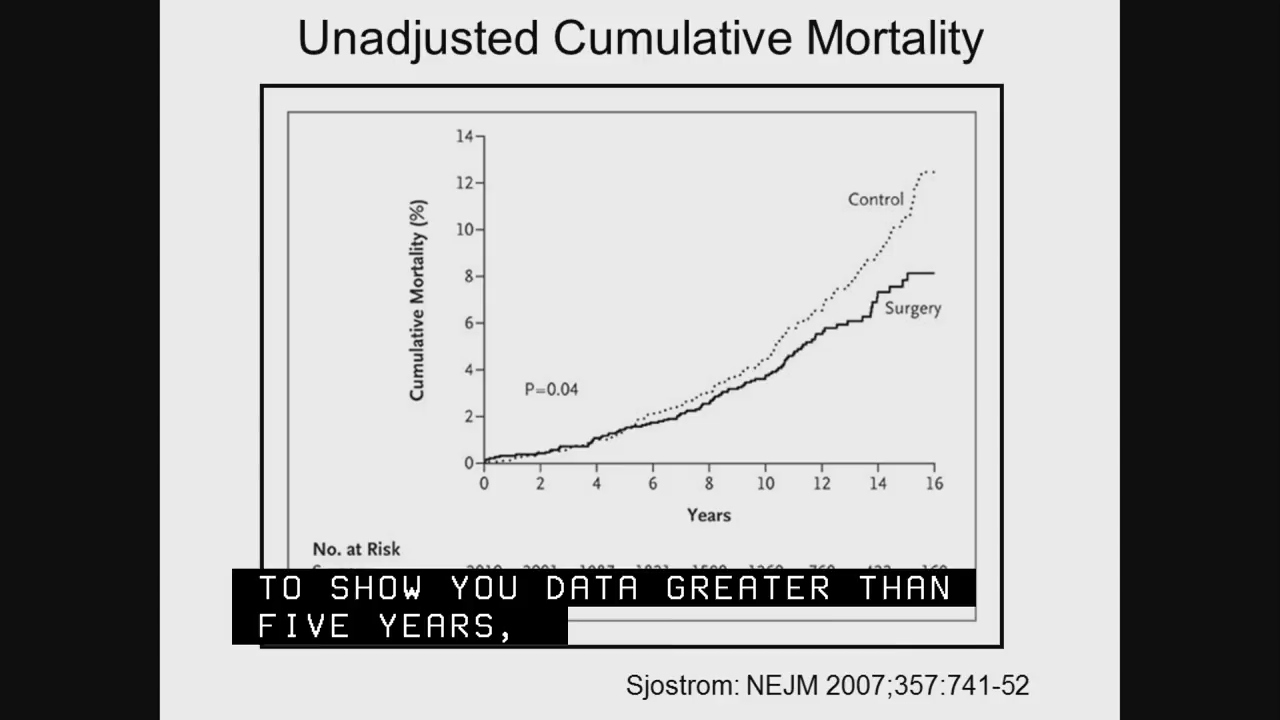 Unadjusted Cumulative Mortality
14
12
10
8
6
4
2
0
Cumulative Mortality (%)
Control
Surgery
P=0.04
0 2 4 6 8 10 12 14 16
Years
No. at Risk
TO SHOW YOU DATA GREATER THAN
FIVE YEARS,
Sjostrom: NEJM 2007;357:741-52